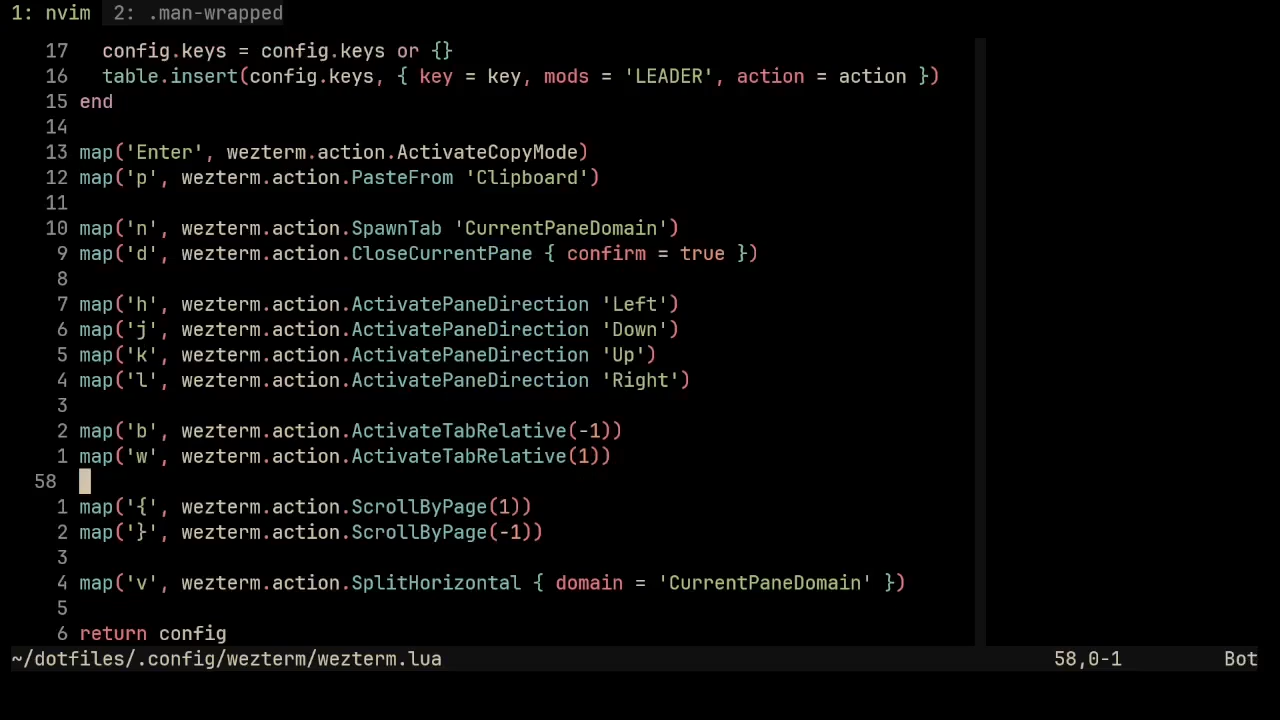 1: nvim 2: .man-wrapped
17 config.keys = config.keys or {}
16 table.insert(config.keys, { key = key, mods = 'LEADER', action = action })
15 end
14
13 map('Enter', wezterm.action.ActivateCopyMode)
12 map('p', wezterm.action.PasteFrom 'Clipboard')
11
10 map('n', wezterm.action.SpawnTab 'CurrentPaneDomain')
9 map('d', wezterm.action.CloseCurrentPane { confirm = true })
8
7 map('h', wezterm.action.ActivatePaneDirection 'Left')
6 map('j', wezterm.action.ActivatePaneDirection 'Down')
5 map('k', wezterm.action.ActivatePaneDirection 'Up')
4 map('l', wezterm.action.ActivatePaneDirection 'Right')
3
2 map('b', wezterm.action.ActivateTabRelative(-1))
1 map('w', wezterm.action.ActivateTabRelative(1))
58
1 map('{', wezterm.action.ScrollByPage(1))
2 map('}', wezterm.action.ScrollByPage(-1))
3
4 map('v', wezterm.action.SplitHorizontal { domain = 'CurrentPaneDomain' })
5
6 return config
~/dotfiles/.config/wezterm/wezterm.lua 58,0-1 Bot